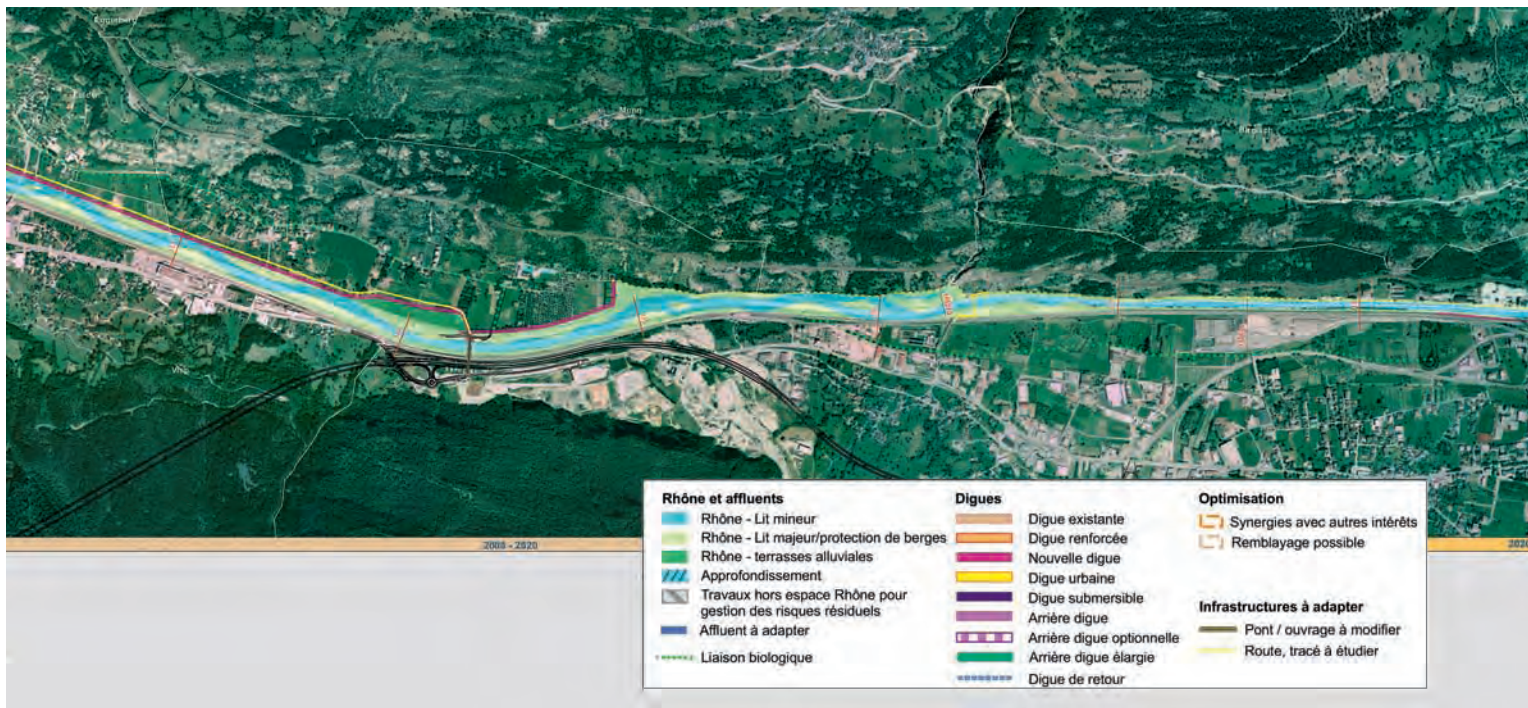 Mund
2008 - 2020
2020
Rhône et affluents
Rhône - Lit mineur
Rhône - Lit majeur/protection de berges
Rhône - terrasses alluviales
Approfondissement
Travaux hors espace Rhône pour
gestion des risques résiduels
Affluent à adapter
Liaison biologique
Digues
Digue existante
Digue renforcée
Nouvelle digue
Digue urbaine
Digue submersible
Arrière digue
Arrière digue optionnelle
Arrière digue élargie
Digue de retour
Optimisation
Synergies avec autres intérêts
Remblayage possible
Infrastructures à adapter
Pont / ouvrage à modifier
Route, tracé à étudier